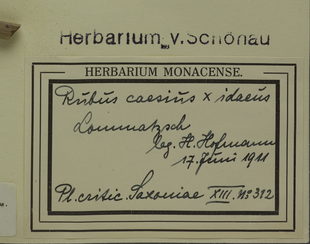 Herbarium v. Schönau
HERBARIUM MONACENSE.
Rubus caesius x idaeus
Lommatzsch
leg. H. Hofmann
17. Juni 1911
Pl. critic. Saxoniae XIII. No 312